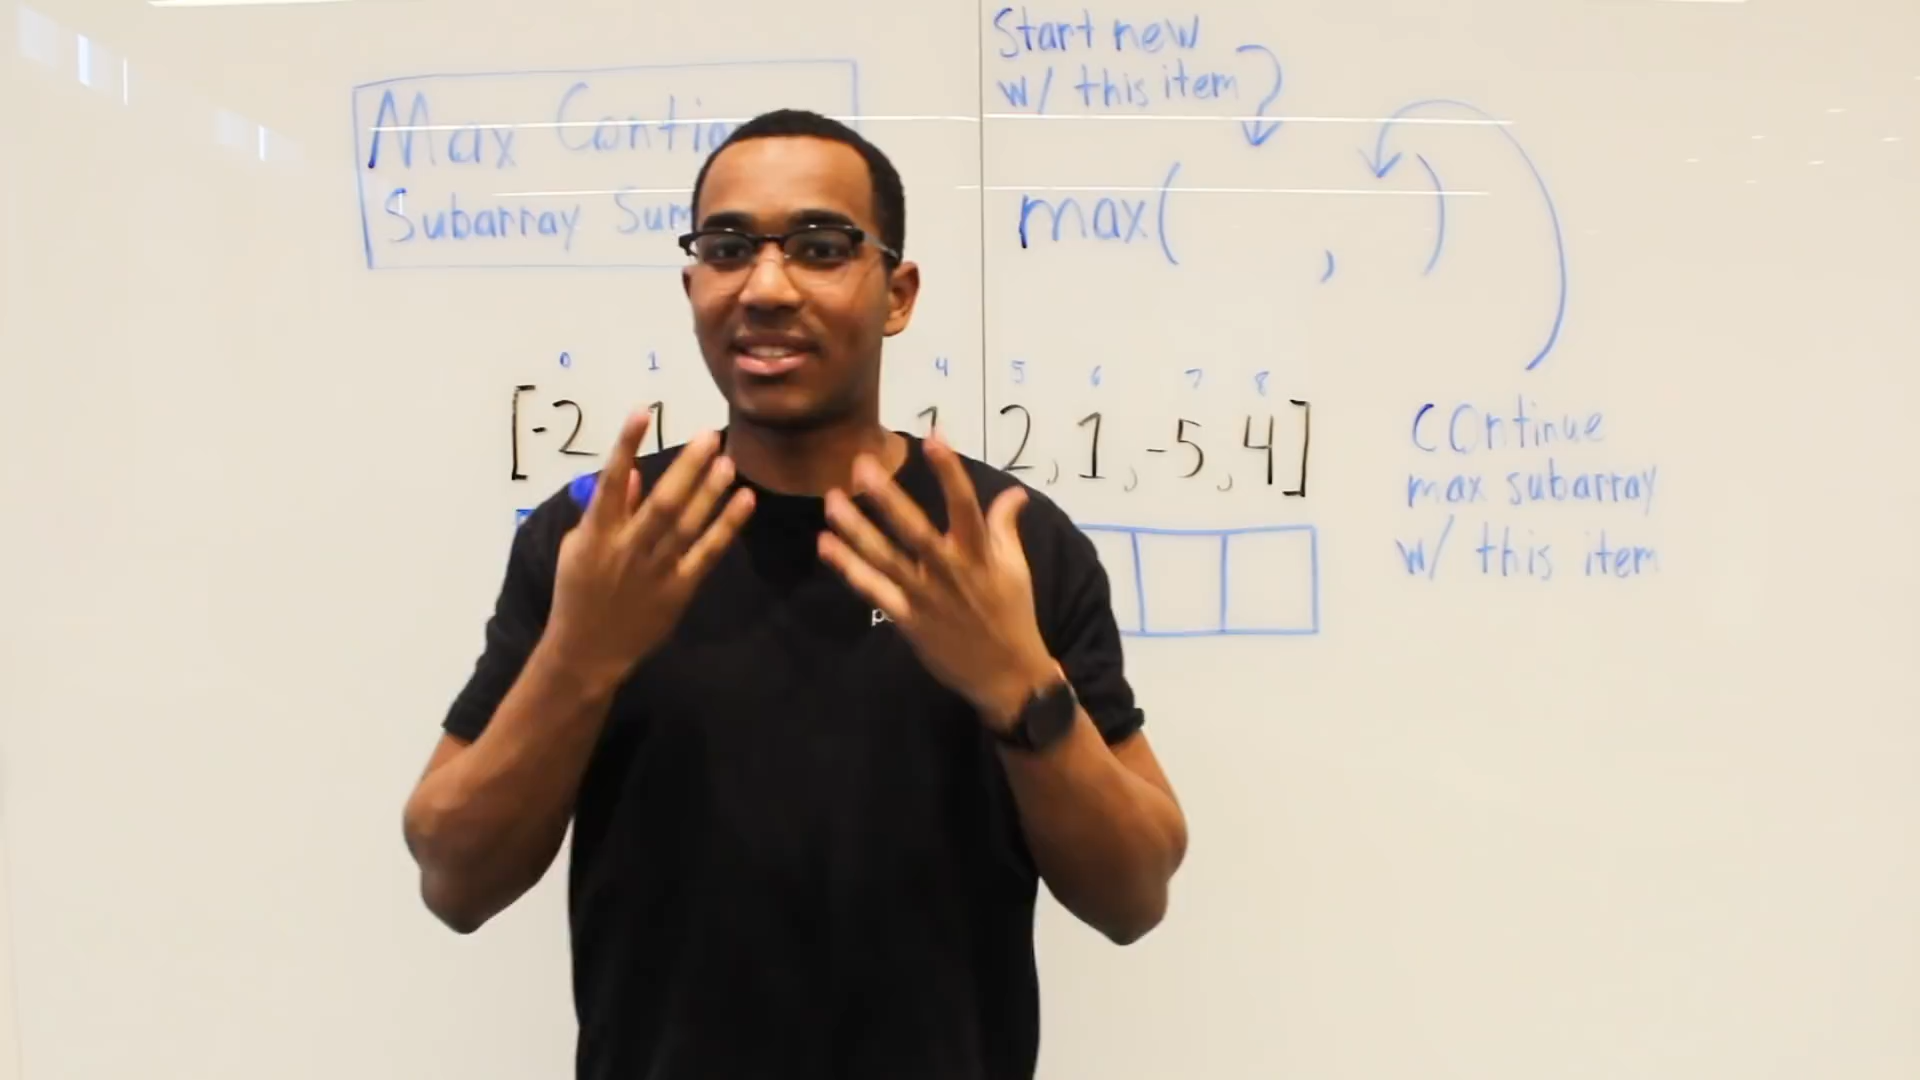 Max
Subarray Sum
Start new
w/ this item
max( , )
0 1 4 5 6 7 8
[-2 1 1 2, 1, -5, 4]
continue
max subarray
w/ this item